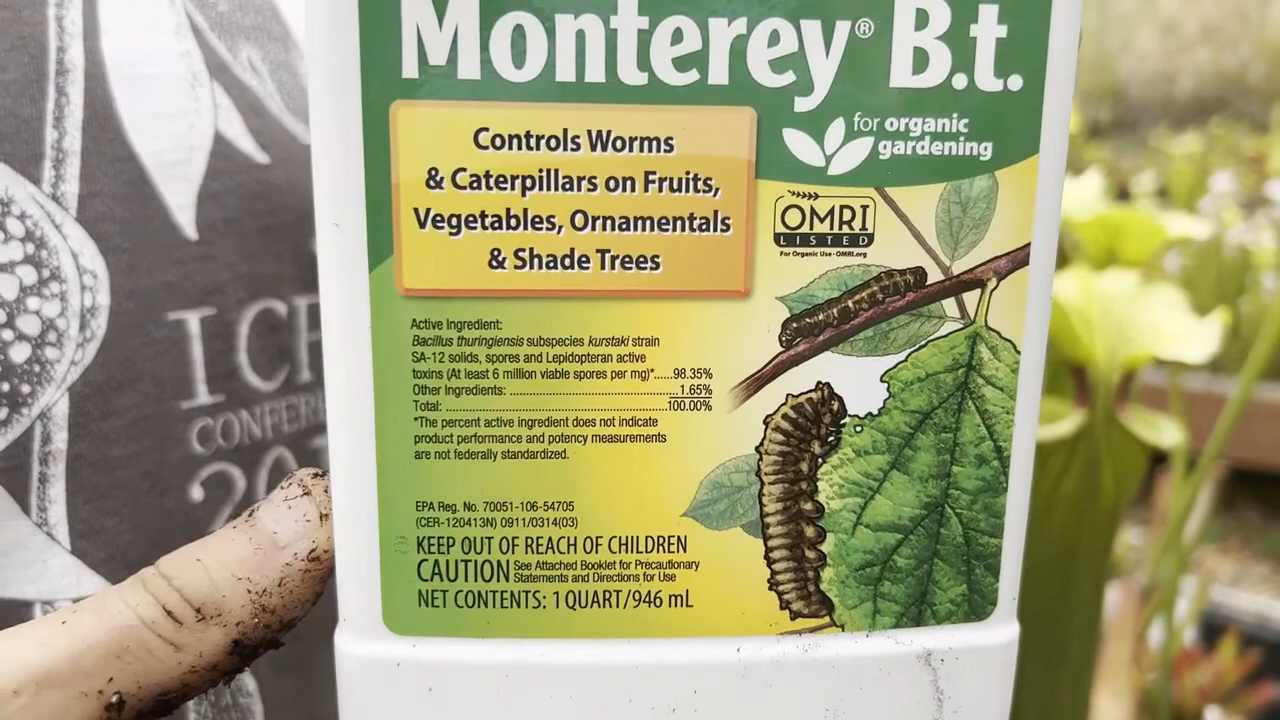 Monterey® B.t.
for organic
gardening
Controls Worms
& Caterpillars on Fruits,
Vegetables, Ornamentals
& Shade Trees
OMRI
LISTED
For Organic Use - OMRI.org
Active Ingredient:
Bacillus thuringiensis subspecies kurstaki strain
SA-12 solids, spores and Lepidopteran active
toxins (At least 6 million viable spores per mg)*.....98.35%
Other Ingredients: .............................................1.65%
Total: ..............................................................100.00%
*The percent active ingredient does not indicate
product performance and potency measurements
are not federally standardized.
EPA Reg. No. 70051-106-54705
(CER-120413N) 0911/0314(03)
KEEP OUT OF REACH OF CHILDREN
CAUTION See Attached Booklet for Precautionary
Statements and Directions for Use
NET CONTENTS: 1 QUART/946 mL